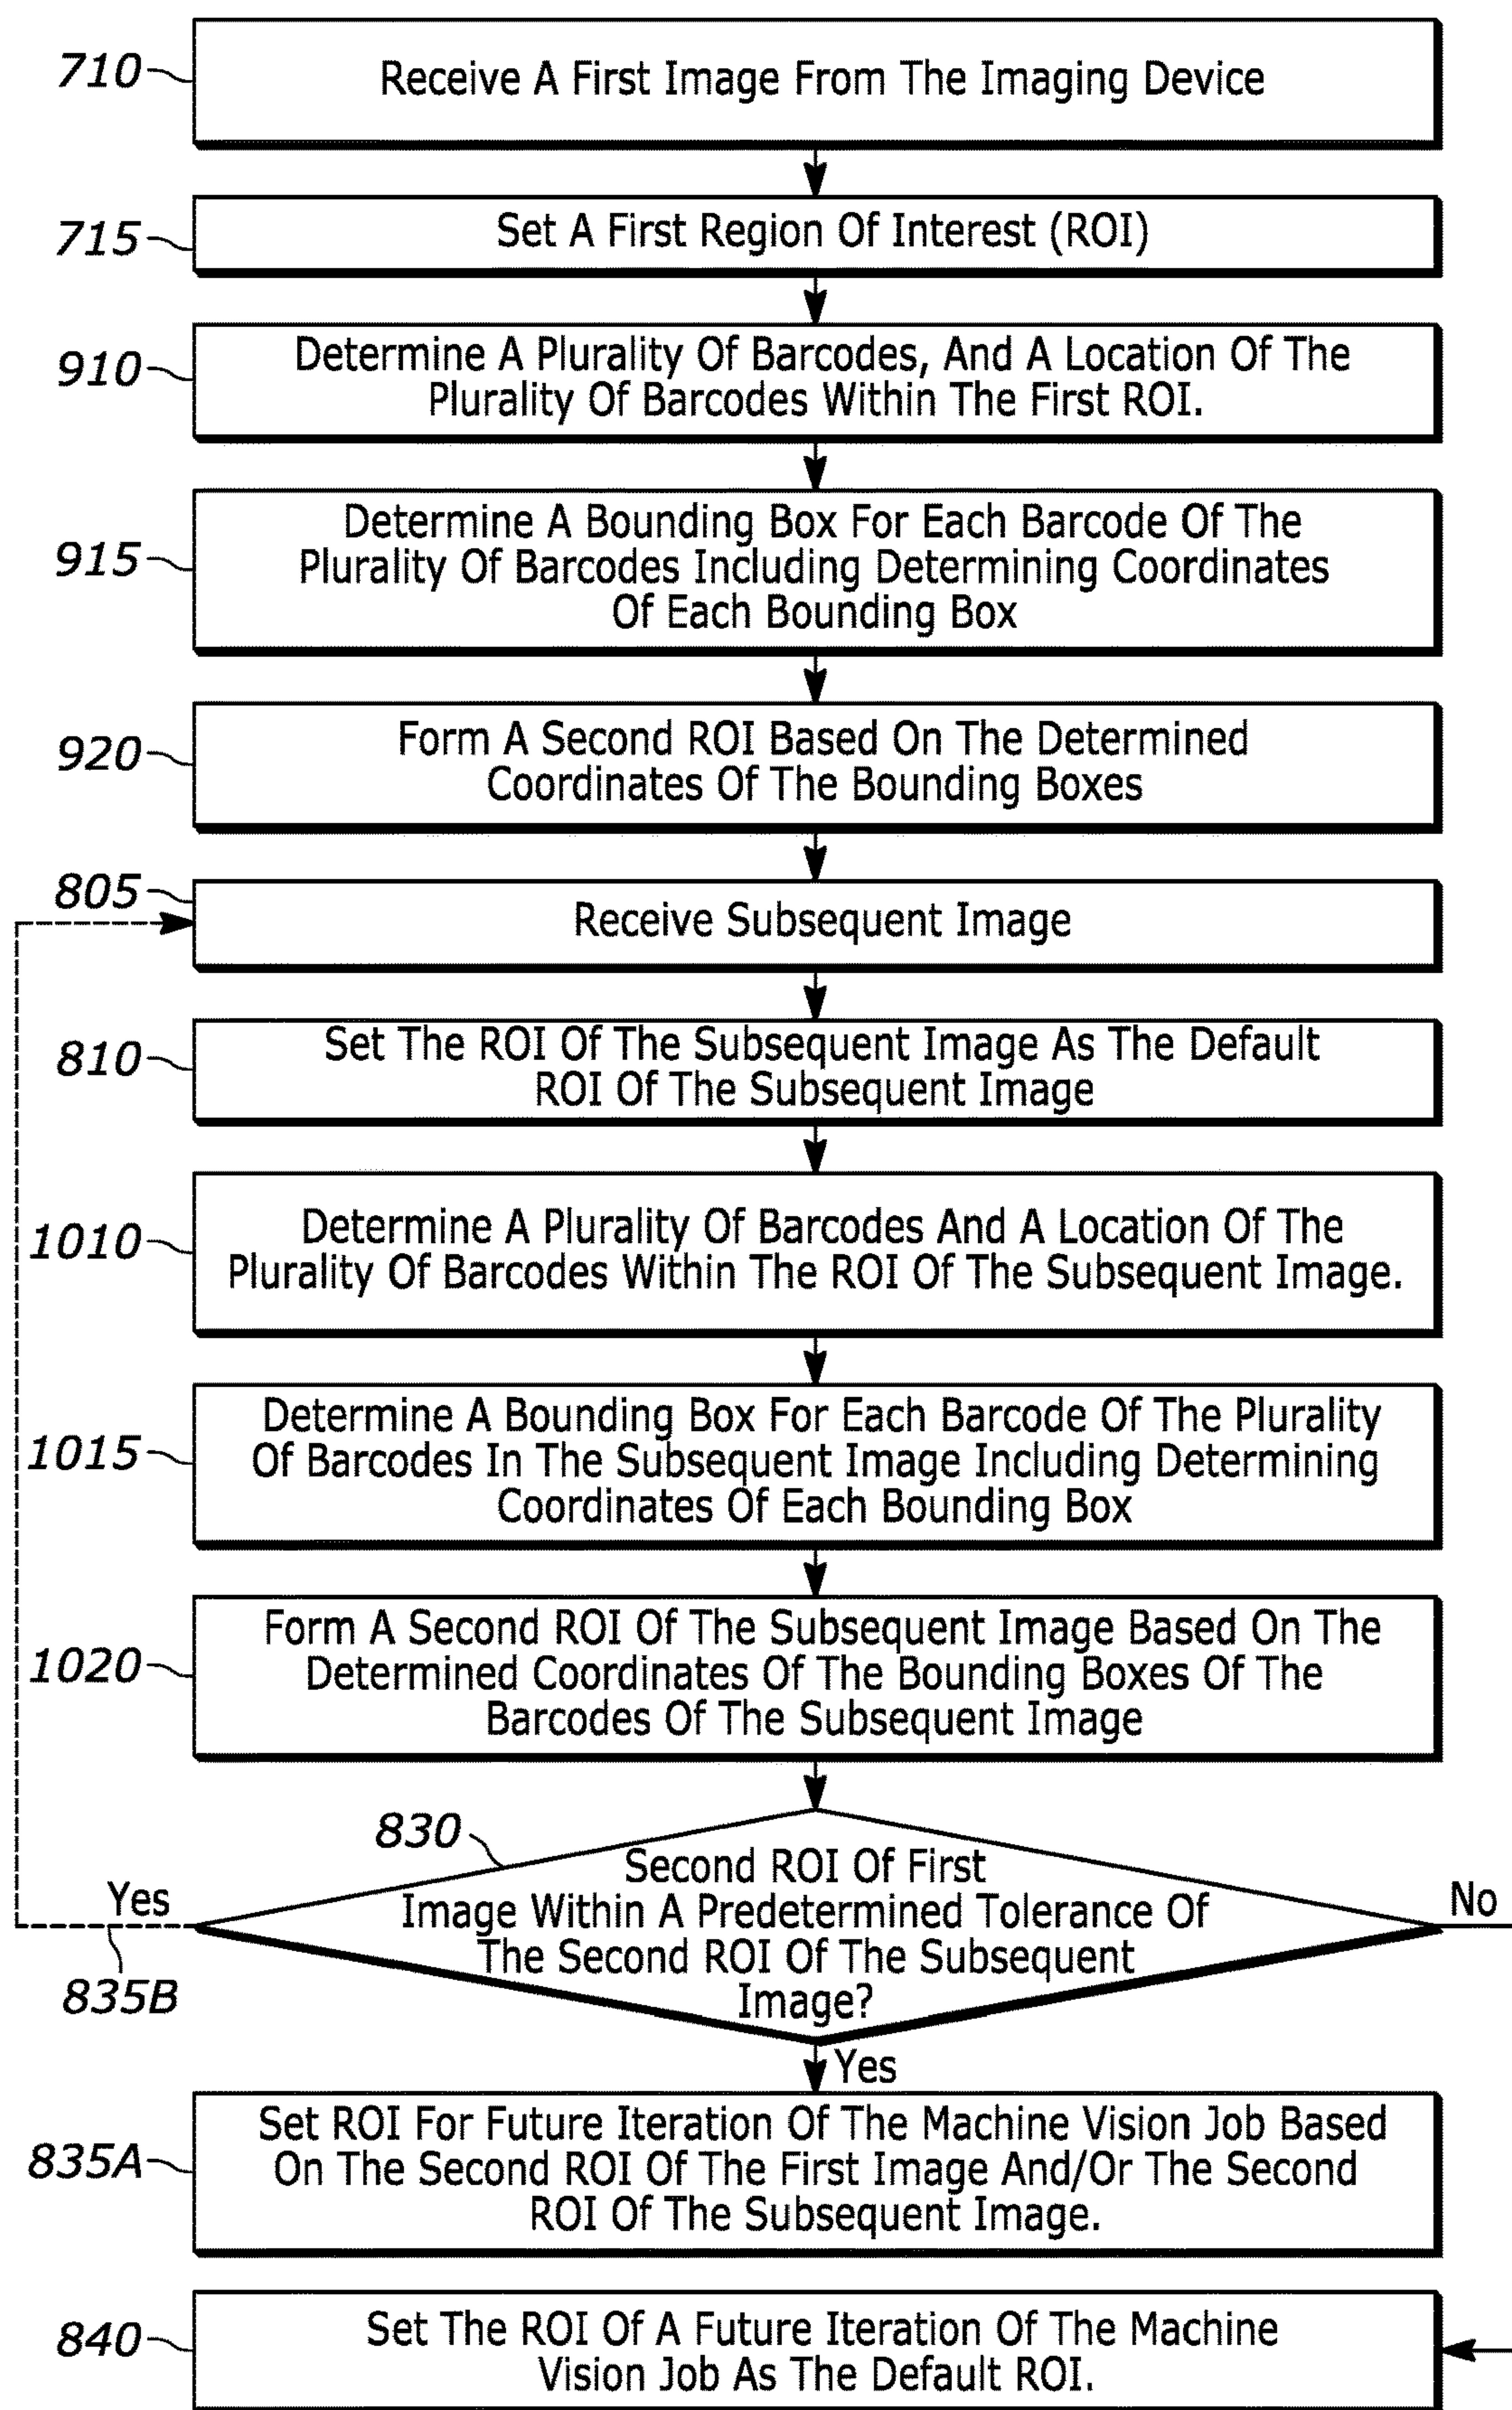 710
Receive A First Image From The Imaging Device
715
Set A First Region Of Interest (ROI)
910
Determine A Plurality Of Barcodes, And A Location Of The
Plurality Of Barcodes Within The First ROI.
915
Determine A Bounding Box For Each Barcode Of The
Plurality Of Barcodes Including Determining Coordinates
Of Each Bounding Box
920
Form A Second ROI Based On The Determined
Coordinates Of The Bounding Boxes
805
Receive Subsequent Image
810
Set The ROI Of The Subsequent Image As The Default
ROI Of The Subsequent Image
1010
Determine A Plurality Of Barcodes And A Location Of The
Plurality Of Barcodes Within The ROI Of The Subsequent Image.
1015
Determine A Bounding Box For Each Barcode Of The Plurality
Of Barcodes In The Subsequent Image Including Determining
Coordinates Of Each Bounding Box
1020
Form A Second ROI Of The Subsequent Image Based On The
Determined Coordinates Of The Bounding Boxes Of The
Barcodes Of The Subsequent Image
830
Second ROI Of First
Image Within A Predetermined Tolerance Of
The Second ROI Of The Subsequent
Image?
Yes
No
835B
Yes
835A
Set ROI For Future Iteration Of The Machine Vision Job Based
On The Second ROI Of The First Image And/Or The Second
ROI Of The Subsequent Image.
840
Set The ROI Of A Future Iteration Of The Machine
Vision Job As The Default ROI.